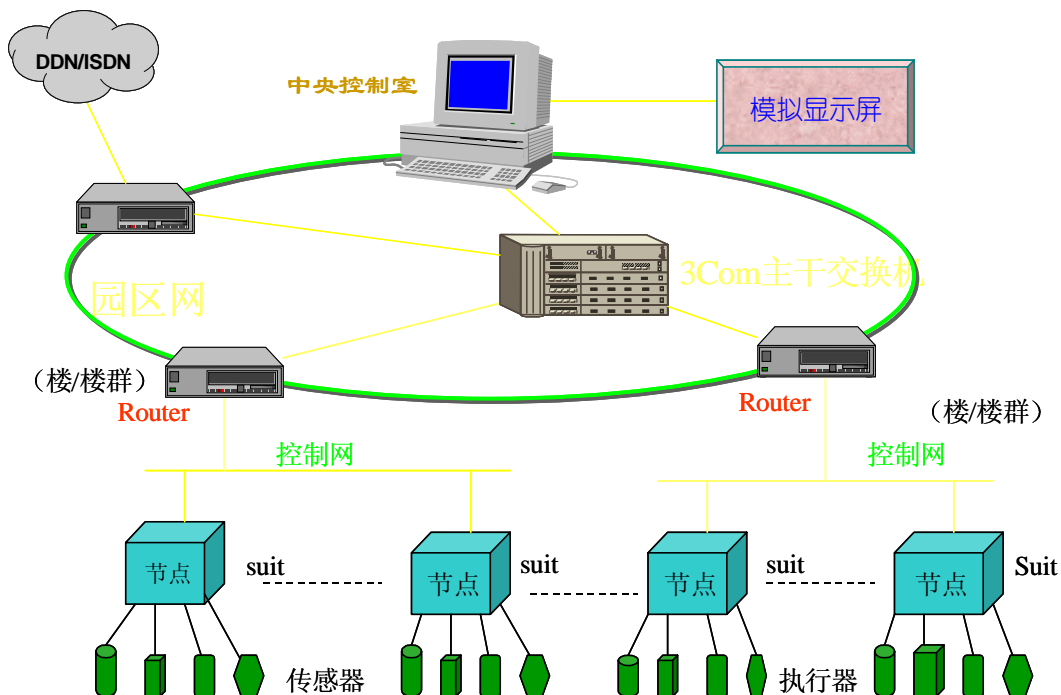 DDN/ISDN
中央控制室
模拟显示屏
3Com主干交换机
园区网
（楼/楼群）
Router
Router
（楼/楼群）
控制网
控制网
节点
suit
节点
suit
节点
suit
节点
Suit
传感器
执行器